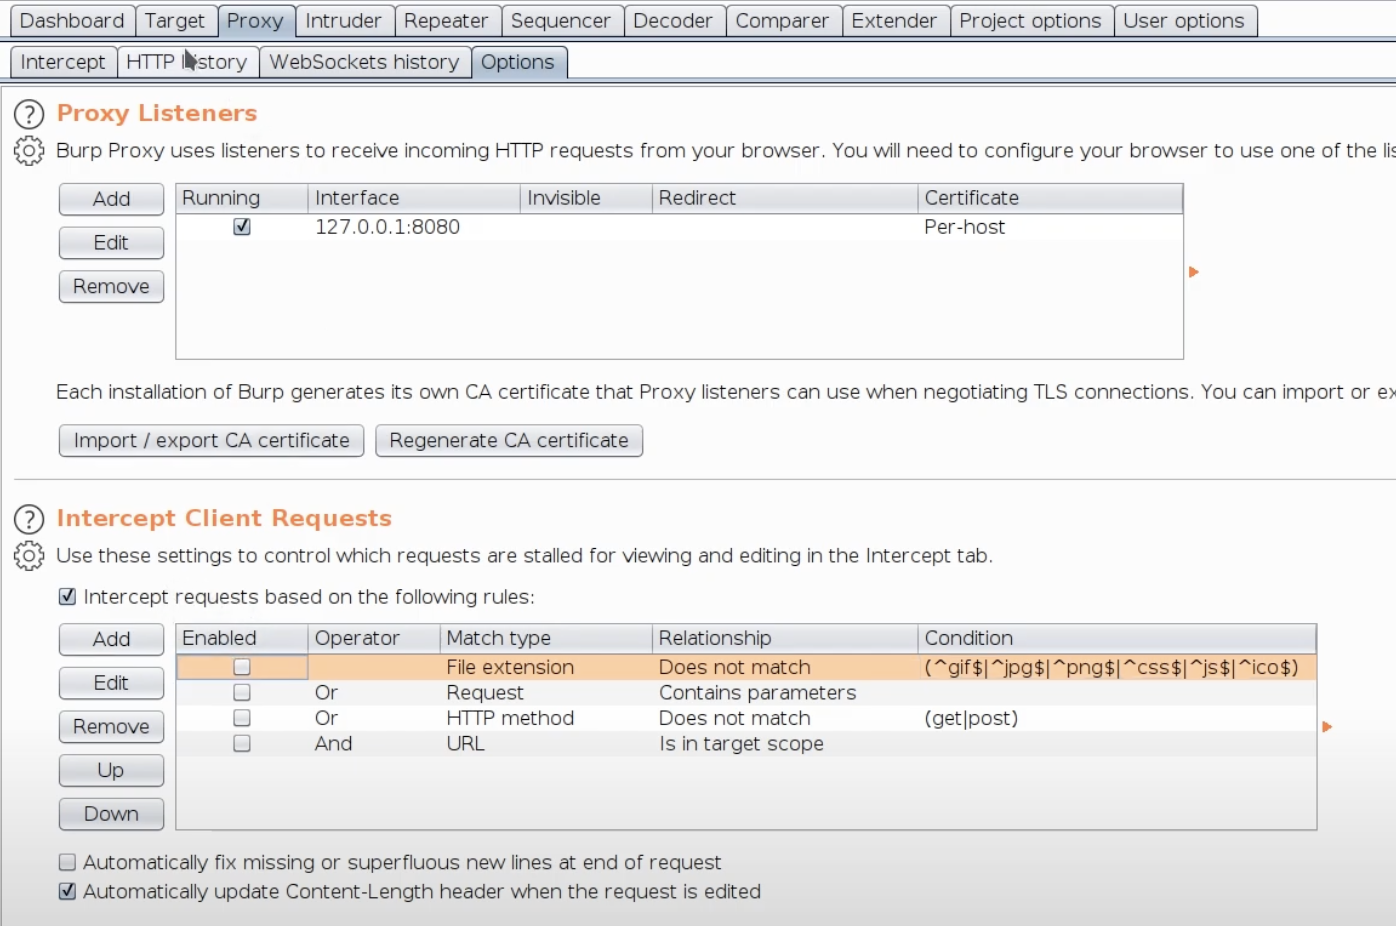 Dashboard Target Proxy Intruder Repeater Sequencer Decoder Comparer Extender Project options User options
Intercept HTTP history WebSockets history Options
Proxy Listeners
Burp Proxy uses listeners to receive incoming HTTP requests from your browser. You will need to configure your browser to use one of the
Add Running Interface Invisible Redirect Certificate
127.0.0.1:8080 Per-host
Edit
Remove
Each installation of Burp generates its own CA certificate that Proxy listeners can use when negotiating TLS connections. You can import or
Import / export CA certificate Regenerate CA certificate
Intercept Client Requests
Use these settings to control which requests are stalled for viewing and editing in the Intercept tab.
Intercept requests based on the following rules:
Add Enabled Operator Match type Relationship Condition
File extension Does not match (^gif$|^jpg$|^png$|^css$|^js$|^ico$)
Edit Or Request Contains parameters
Remove Or HTTP method Does not match (get|post)
And URL Is in target scope
Up
Down
Automatically fix missing or superfluous new lines at end of request
Automatically update Content-Length header when the request is edited